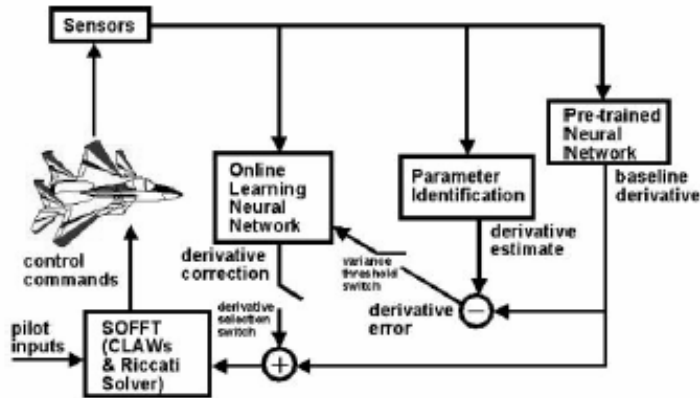 Sensors
Pre-trained
Neural
Network
Online
Learning
Neural
Network
Parameter
Identification
baseline
derivative
derivative
estimate
variance
threshold
switch
derivative
correction
control
commands
derivative
error
derivative
selection
switch
pilot
inputs
SOFFT
(CLAWs
& Riccati
Solver)
+
−